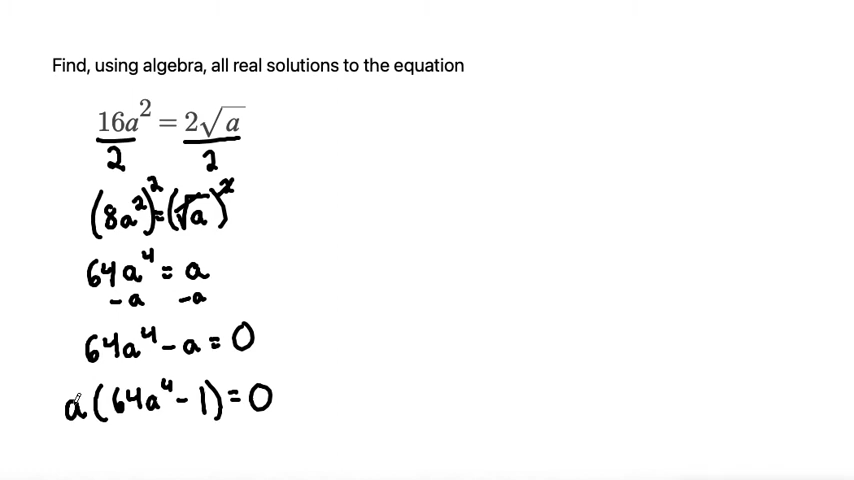 Find, using algebra, all real solutions to the equation
16a² = 2√a
2 2
(8a²)² = (√a)²
64a⁴ = a
-a -a
64a⁴ - a = 0
a(64a⁴ - 1) = 0